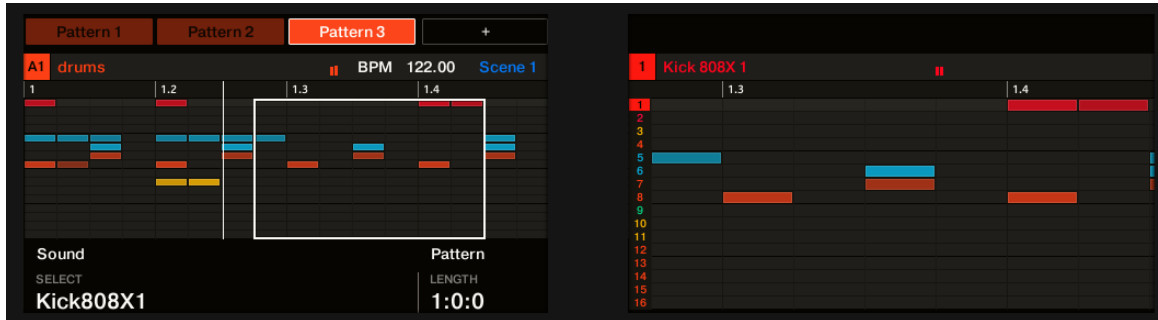 Pattern 1 Pattern 2 Pattern 3 +
A1 drums BPM 122.00 Scene 1
1 1.2 1.3 1.4
Sound Pattern
SELECT LENGTH
Kick808X1 1:0:0
1 Kick 808X 1
1.3 1.4
1
2
3
4
5
6
7
8
9
10
11
12
13
14
15
16